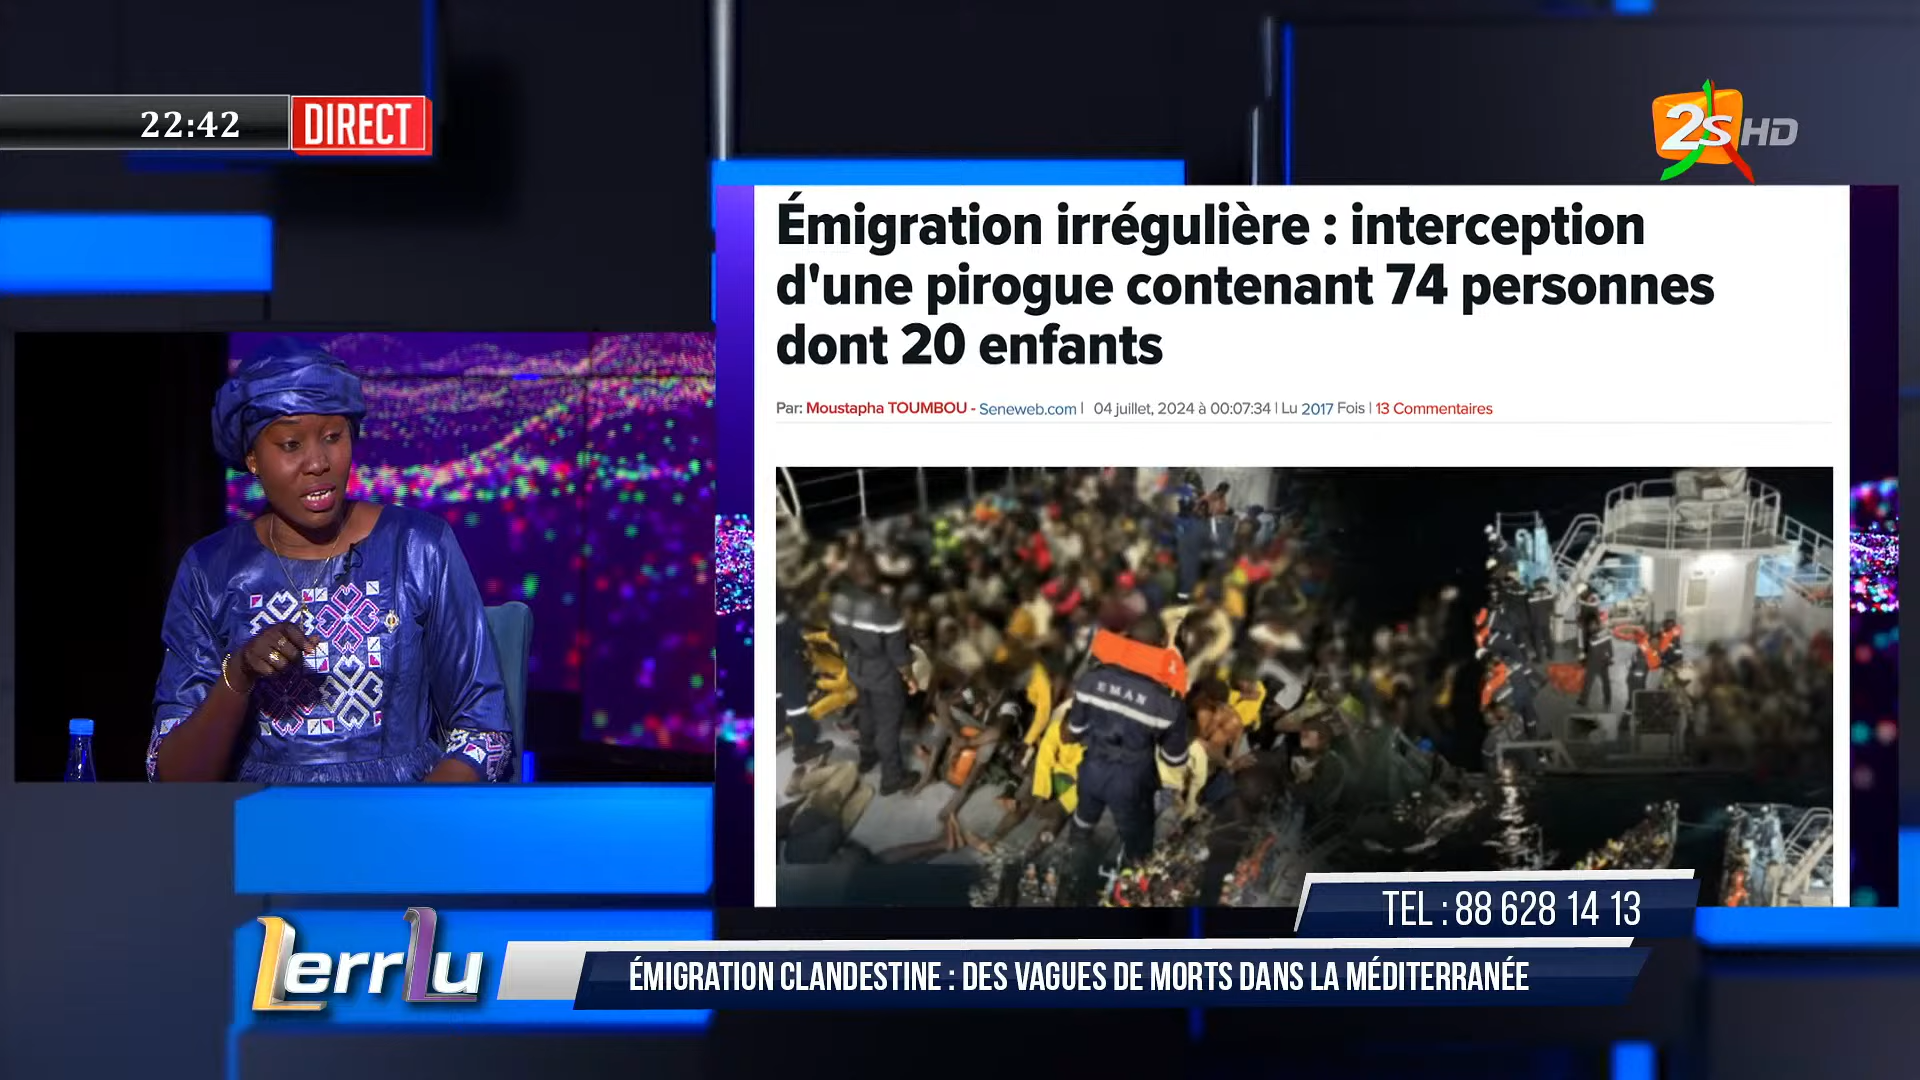 22:42 DIRECT
2S HD
Émigration irrégulière : interception
d'une pirogue contenant 74 personnes
dont 20 enfants
Par: Moustapha TOUMBOU - Seneweb.com | 04 juillet, 2024 à 00:07:34 | Lu 2017 Fois | 13 Commentaires
EMAN
TEL : 88 628 14 13
LerrLu
ÉMIGRATION CLANDESTINE : DES VAGUES DE MORTS DANS LA MÉDITERRANÉE